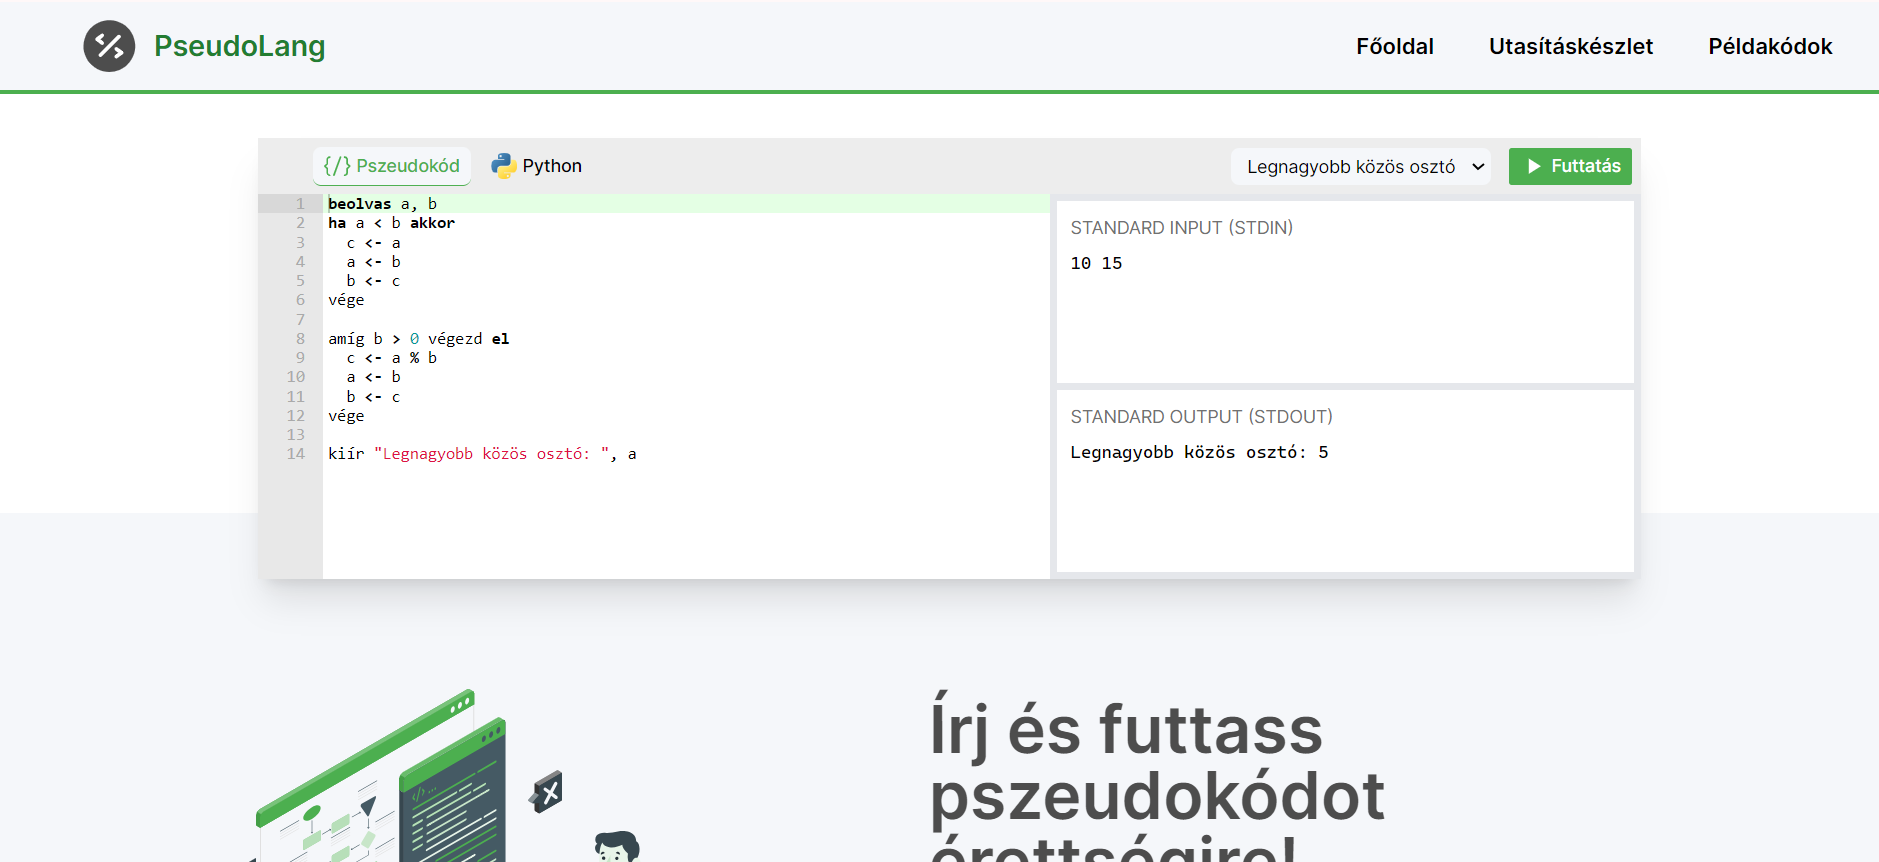 PseudoLang
Főoldal
Utasításkészlet
Példakódok
{/} Pszeudokód
Python
Legnagyobb közös osztó
Futtatás
1 beolvas a, b
2 ha a < b akkor
3 c <- a
4 a <- b
5 b <- c
6 vége
7
8 amíg b > 0 végezd el
9 c <- a % b
10 a <- b
11 b <- c
12 vége
13
14 kiír "Legnagyobb közös osztó: ", a
STANDARD INPUT (STDIN)
10 15
STANDARD OUTPUT (STDOUT)
Legnagyobb közös osztó: 5
Írj és futtass
pszeudokódot
érettségire!